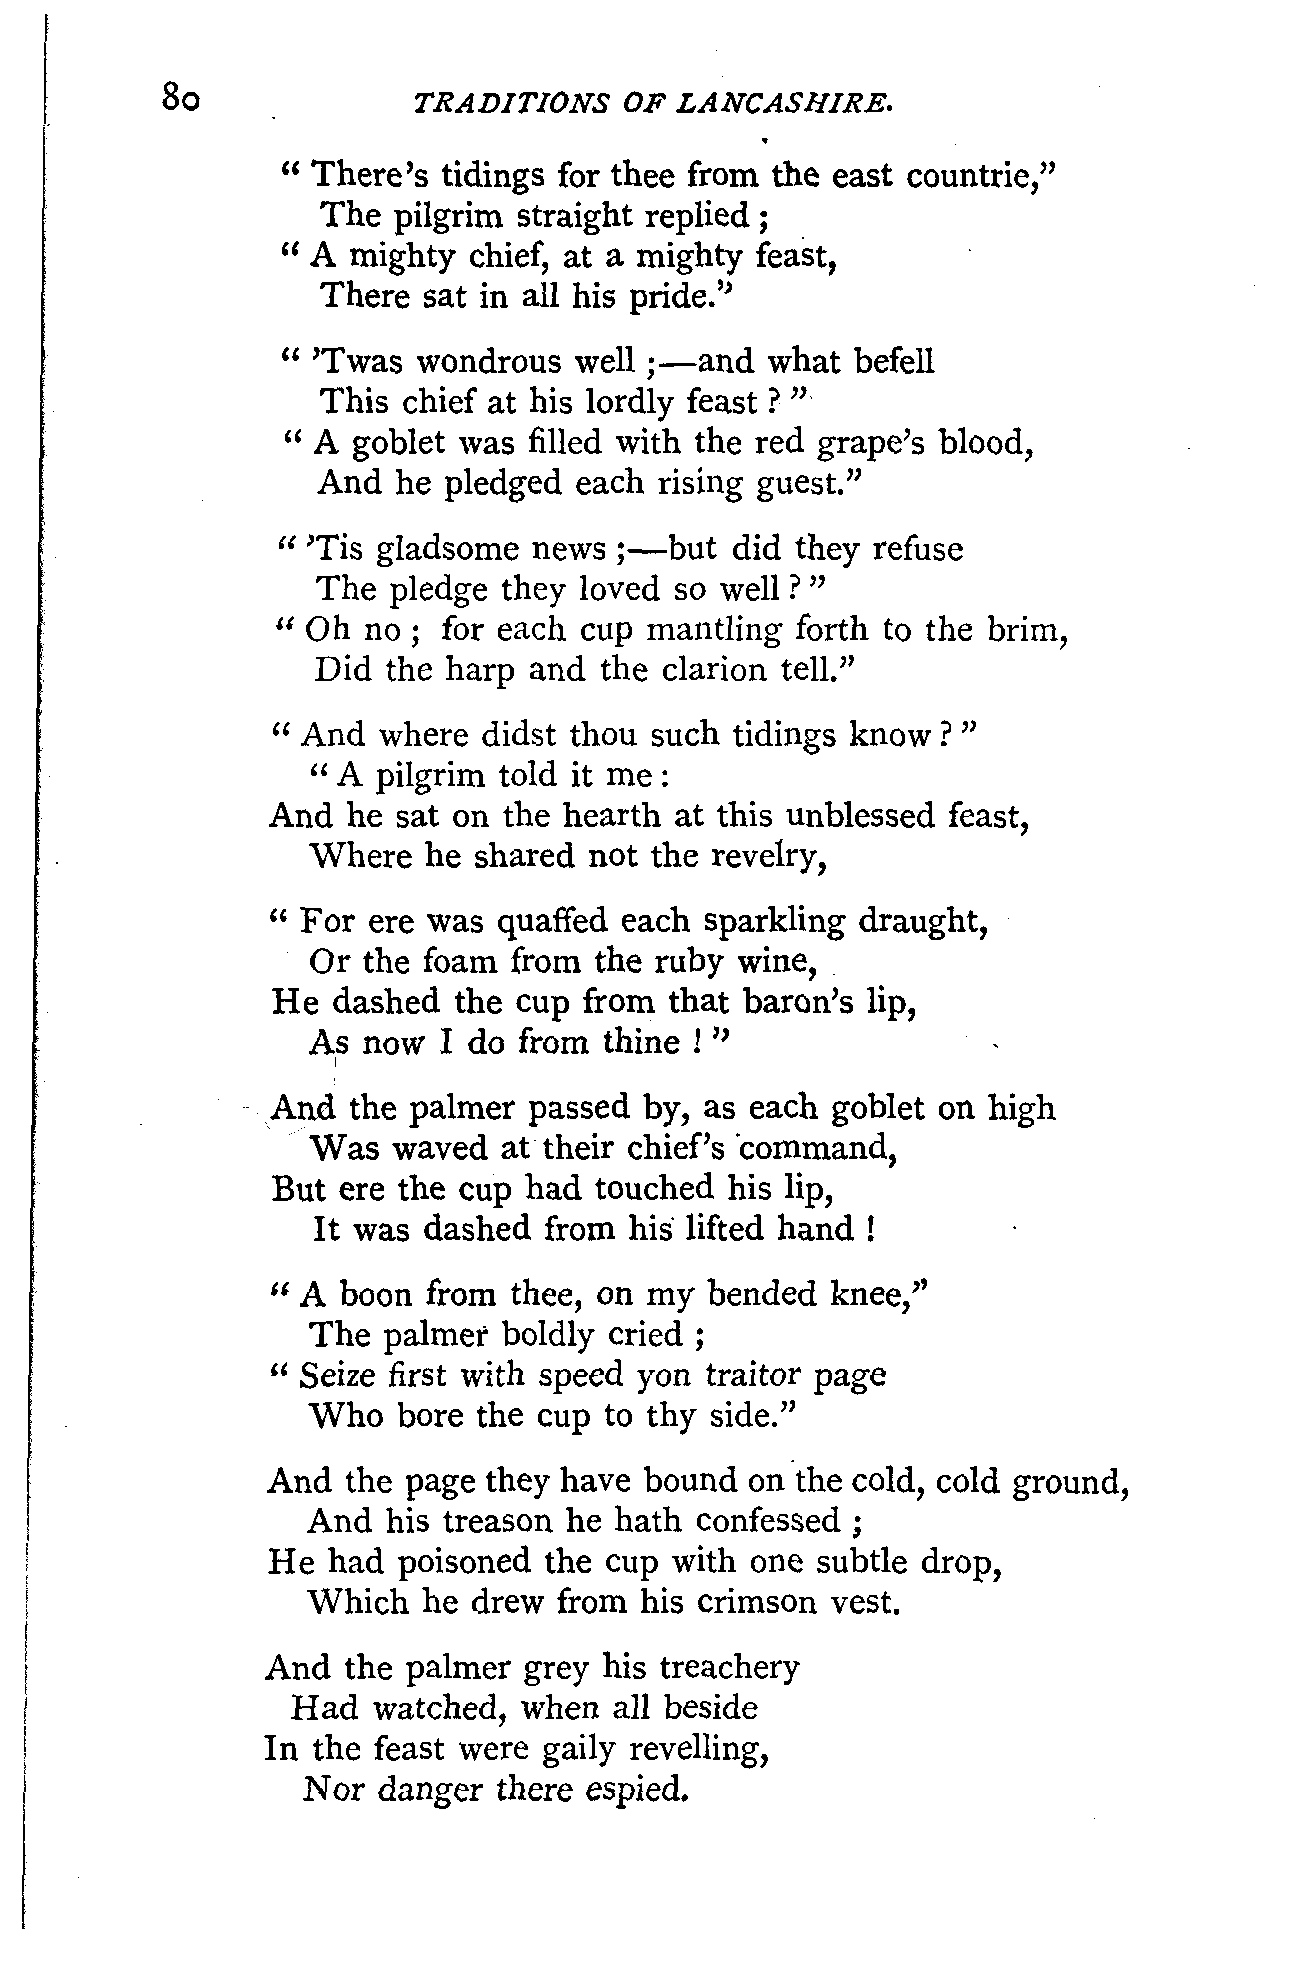 80 TRADITIONS OF LANCASHIRE.
“ There’s tidings for thee from the east countrie,”
The pilgrim straight replied ;
“ A mighty chief, at a mighty feast,
There sat in all his pride.”
“ ’Twas wondrous well ;—and what befell
This chief at his lordly feast ? ”
“ A goblet was filled with the red grape’s blood,
And he pledged each rising guest.”
“ ’Tis gladsome news ;—but did they refuse
The pledge they loved so well ? ”
“ Oh no ; for each cup mantling forth to the brim,
Did the harp and the clarion tell.”
“ And where didst thou such tidings know ? ”
“ A pilgrim told it me :
And he sat on the hearth at this unblessed feast,
Where he shared not the revelry,
“ For ere was quaffed each sparkling draught,
Or the foam from the ruby wine,
He dashed the cup from that baron’s lip,
As now I do from thine ! ”
And the palmer passed by, as each goblet on high
Was waved at their chief’s command,
But ere the cup had touched his lip,
It was dashed from his lifted hand !
“ A boon from thee, on my bended knee,”
The palmer boldly cried ;
“ Seize first with speed yon traitor page
Who bore the cup to thy side.”
And the page they have bound on the cold, cold ground,
And his treason he hath confessed ;
He had poisoned the cup with one subtle drop,
Which he drew from his crimson vest.
And the palmer grey his treachery
Had watched, when all beside
In the feast were gaily revelling,
Nor danger there espied.